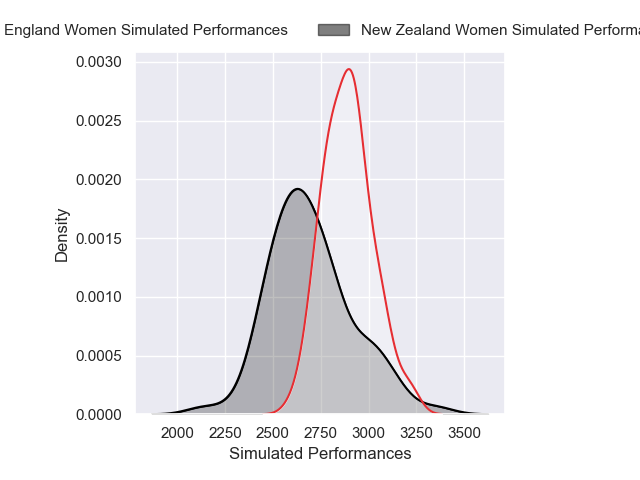 England Women Simulated Performances New Zealand Women Simulated
0.0030
0.0025
0.0020
0.0015
0.0010
0.0005
0.0000
Density
2000 2250 2500 2750 3000 3250 3500
Simulated Performances